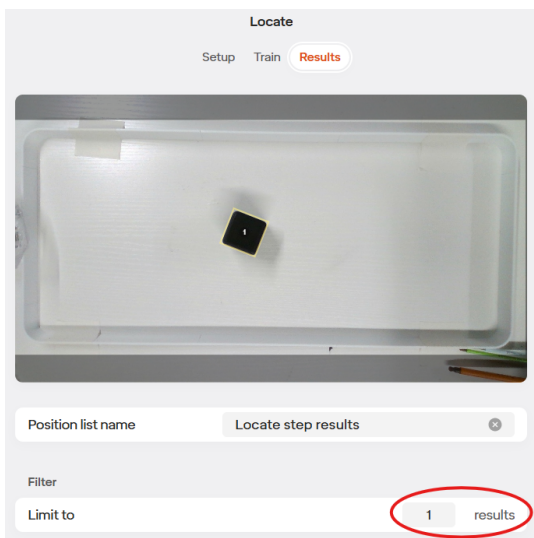 Locate
Setup Train Results
1
Position list name Locate step results
Filter
Limit to 1 results